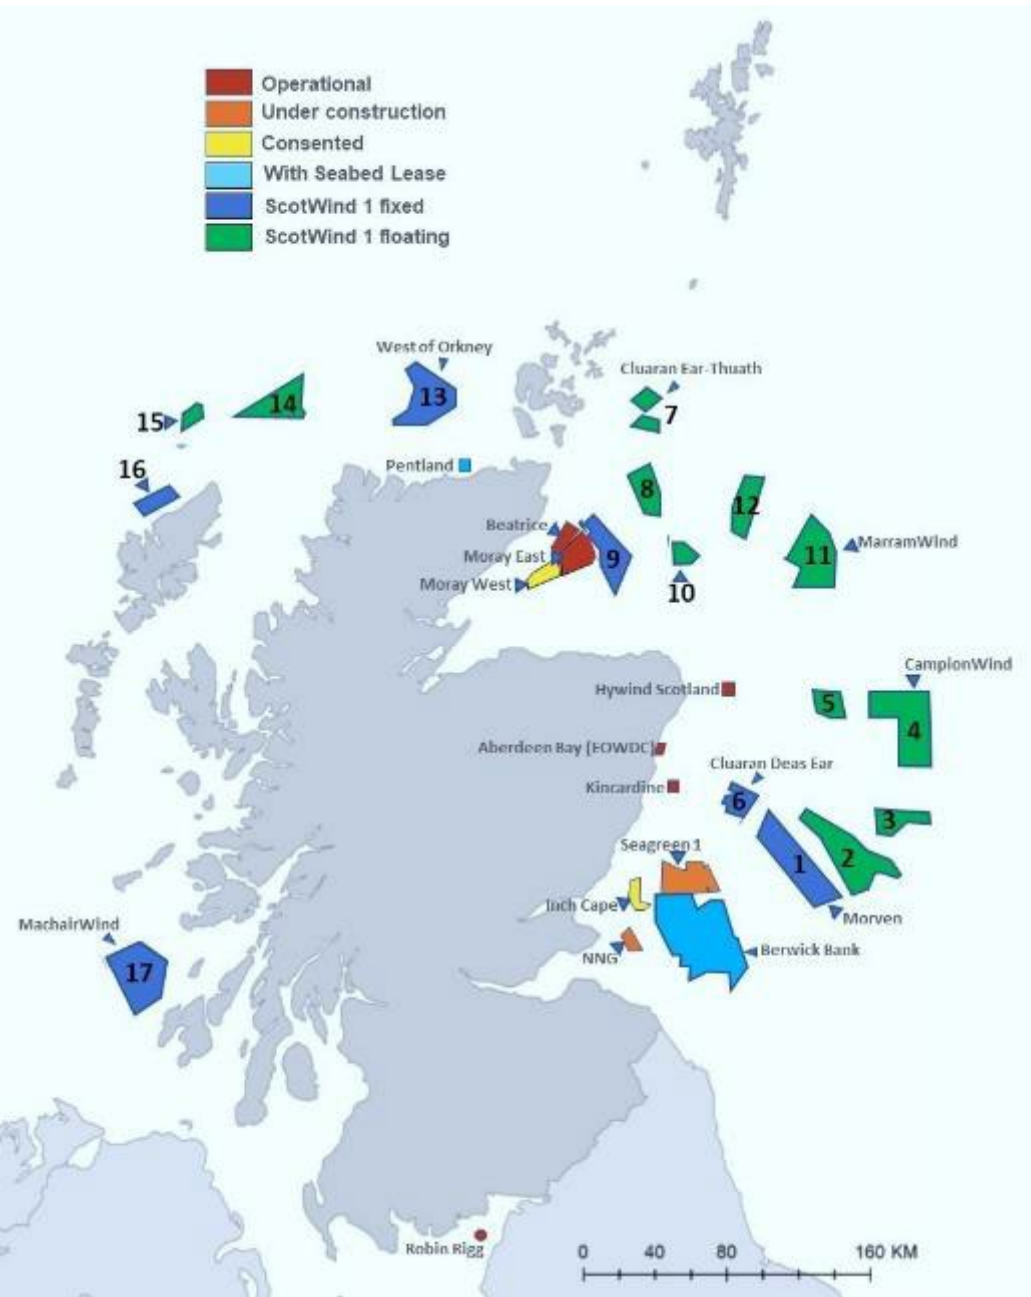 Operational
Under construction
Consented
With Seabed Lease
ScotWind 1 fixed
ScotWind 1 floating
West of Orkney
13
Cluaran Ear-Thuath
7
14
15
16
Pentland
8
12
Beatrice
Moray East
Moray West
9
10
11
MarramWind
CampionWind
Hywind Scotland
5
4
Aberdeen Bay (EOWDC)
Cluaran Deas Ear
Kincardine
6
3
Seagreen 1
1
2
Inch Cape
Morven
MachairWind
NNG
Berwick Bank
17
Robin Rigg
0 40 80 160 KM